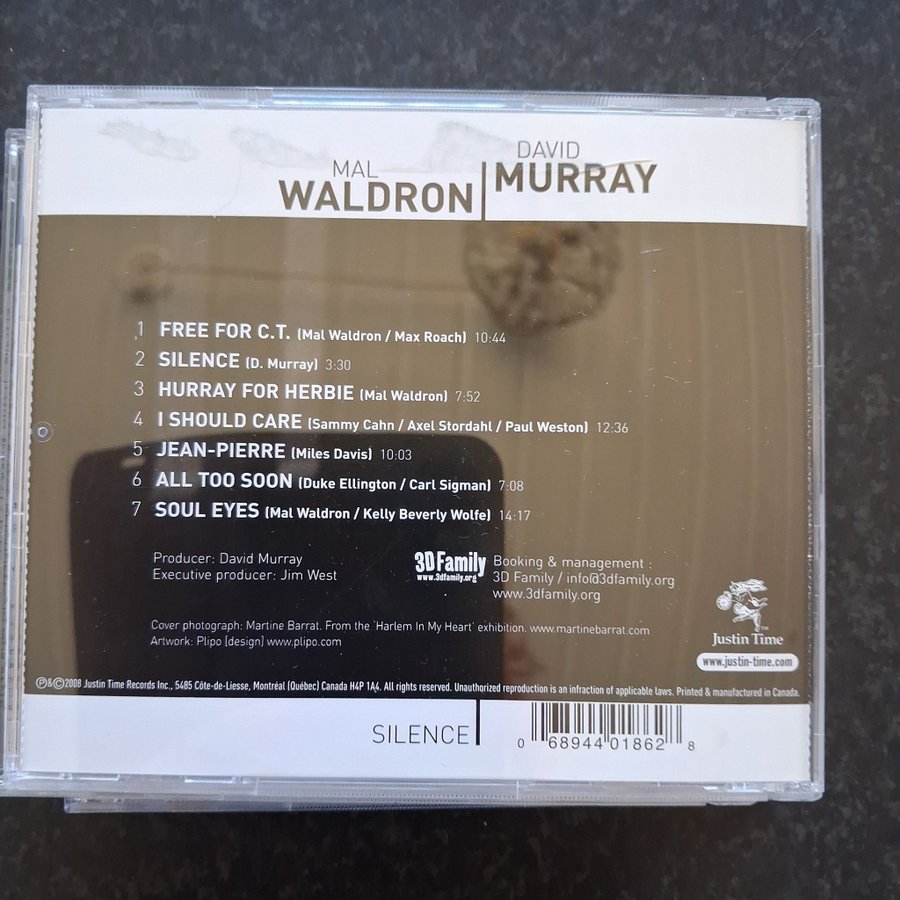 MAL
WALDRON
DAVID
MURRAY
1 FREE FOR C.T. (Mal Waldron / Max Roach) 10:44
2 SILENCE (D. Murray) 3:30
3 HURRAY FOR HERBIE (Mal Waldron) 7:52
4 I SHOULD CARE (Sammy Cahn / Axel Stordahl / Paul Weston) 12:36
5 JEAN-PIERRE (Miles Davis) 10:03
6 ALL TOO SOON (Duke Ellington / Carl Sigman) 7:08
7 SOUL EYES (Mal Waldron / Kelly Beverly Wolfe) 14:17
Producer: David Murray
Executive producer: Jim West
3D Family
www.3dfamily.org
Booking & management :
3D Family / info@3dfamily.org
www.3dfamily.org
Cover photograph: Martine Barrat. From the 'Harlem In My Heart' exhibition. www.martinebarrat.com
Artwork: Plipo [design] www.plipo.com
Justin Time
TM
www.justin-time.com
℗&©2008 Justin Time Records Inc., 5485 Côte-de-Liesse, Montréal (Québec) Canada H4P 1A4. All rights reserved. Unauthorized reproduction is an infraction of applicable laws. Printed & manufactured in Canada.
SILENCE
0 68944 01862 8